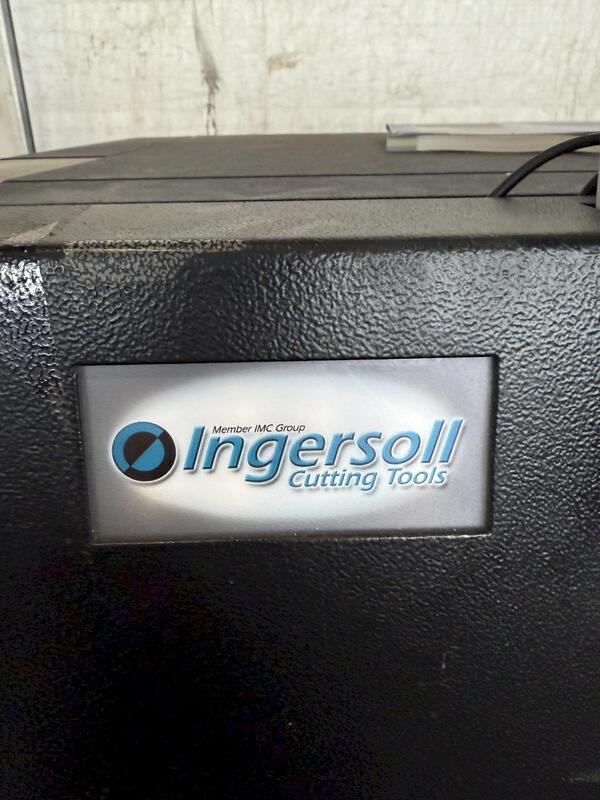 Member IMC Group
Ingersoll
Cutting Tools